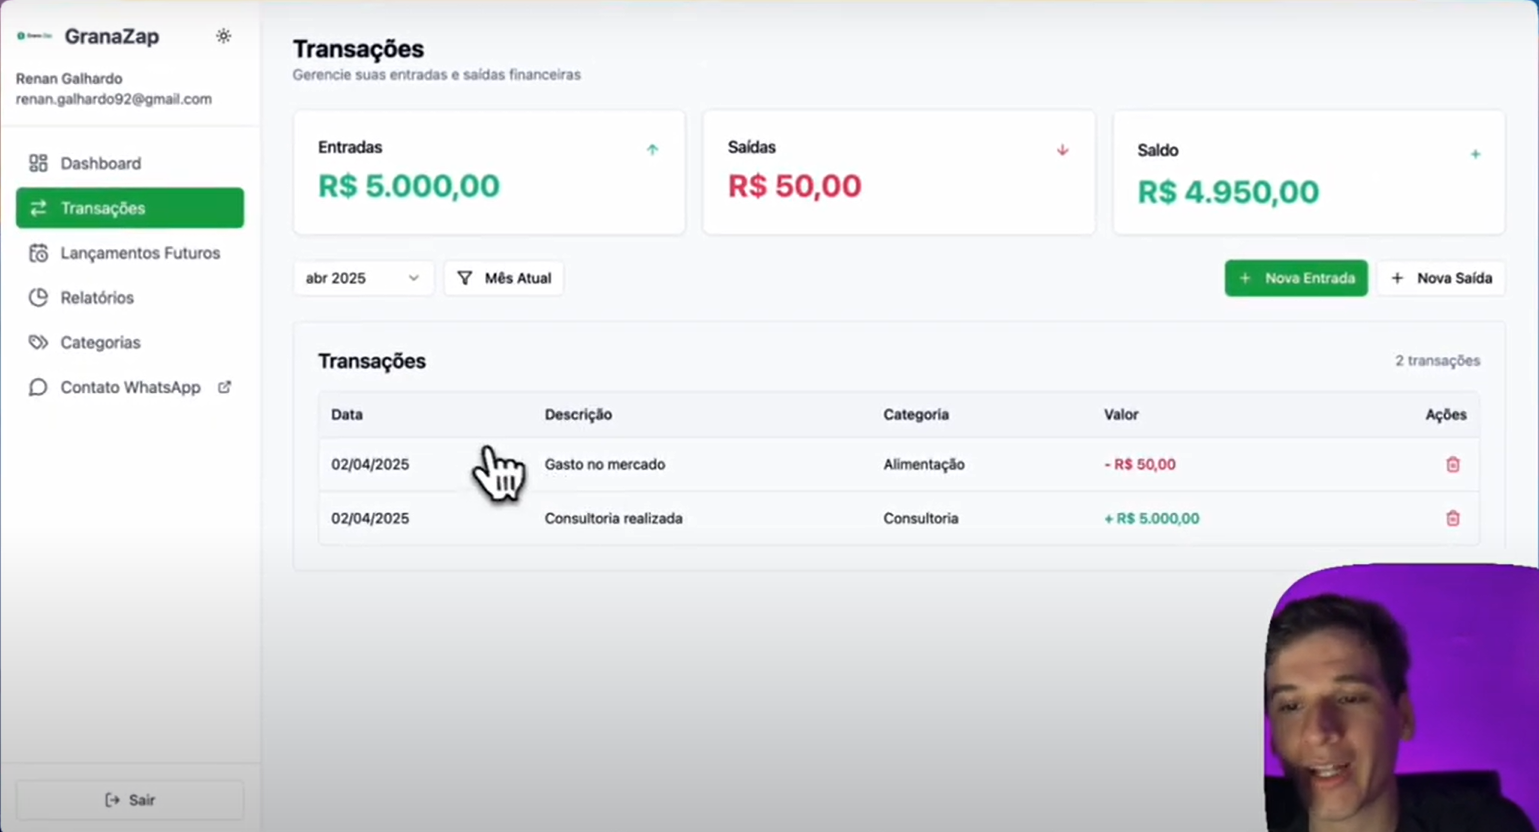 GranaZap
Renan Galhardo
renan.galhardo92@gmail.com
Dashboard
Transações
Lançamentos Futuros
Relatórios
Categorias
Contato WhatsApp
Sair
Transações
Gerencie suas entradas e saídas financeiras
Entradas
R$ 5.000,00
Saídas
R$ 50,00
Saldo
R$ 4.950,00
abr 2025
Mês Atual
+ Nova Entrada
+ Nova Saída
Transações
2 transações
Data Descrição Categoria Valor Ações
02/04/2025 Gasto no mercado Alimentação - R$ 50,00
02/04/2025 Consultoria realizada Consultoria + R$ 5.000,00